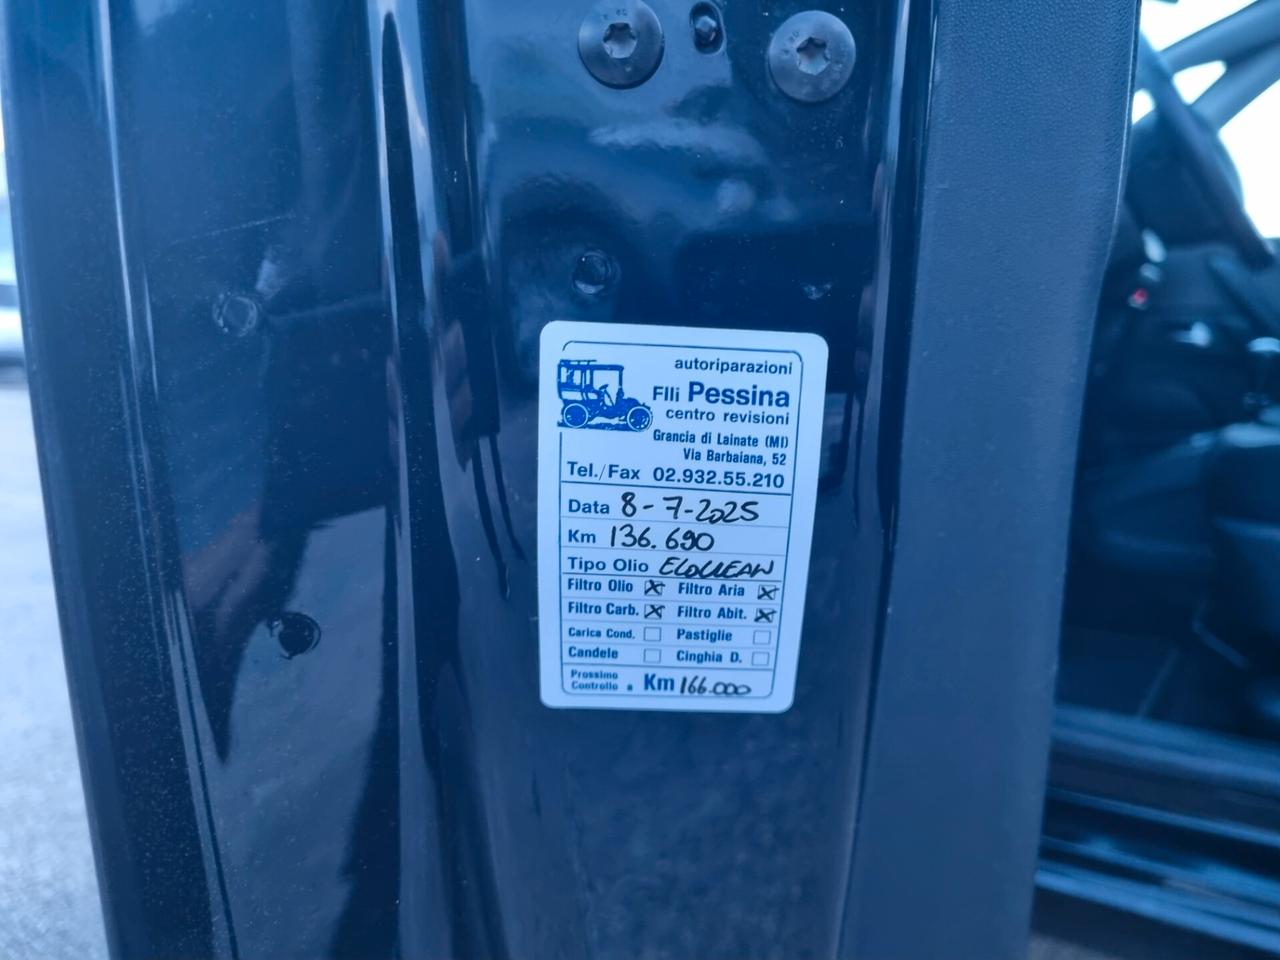 autoriparazioni
Flli Pessina
centro revisioni
Grancia di Lainate (MI)
Via Barbaiana, 52
Tel./Fax 02.932.55.210
Data 8-7-2025
Km 136.690
Tipo Olio ECOCLEAN
Filtro Olio Filtro Aria
Filtro Carb. Filtro Abit.
Carica Cond. Pastiglie
Candele Cinghia D.
Prossimo
Controllo a Km 166.000